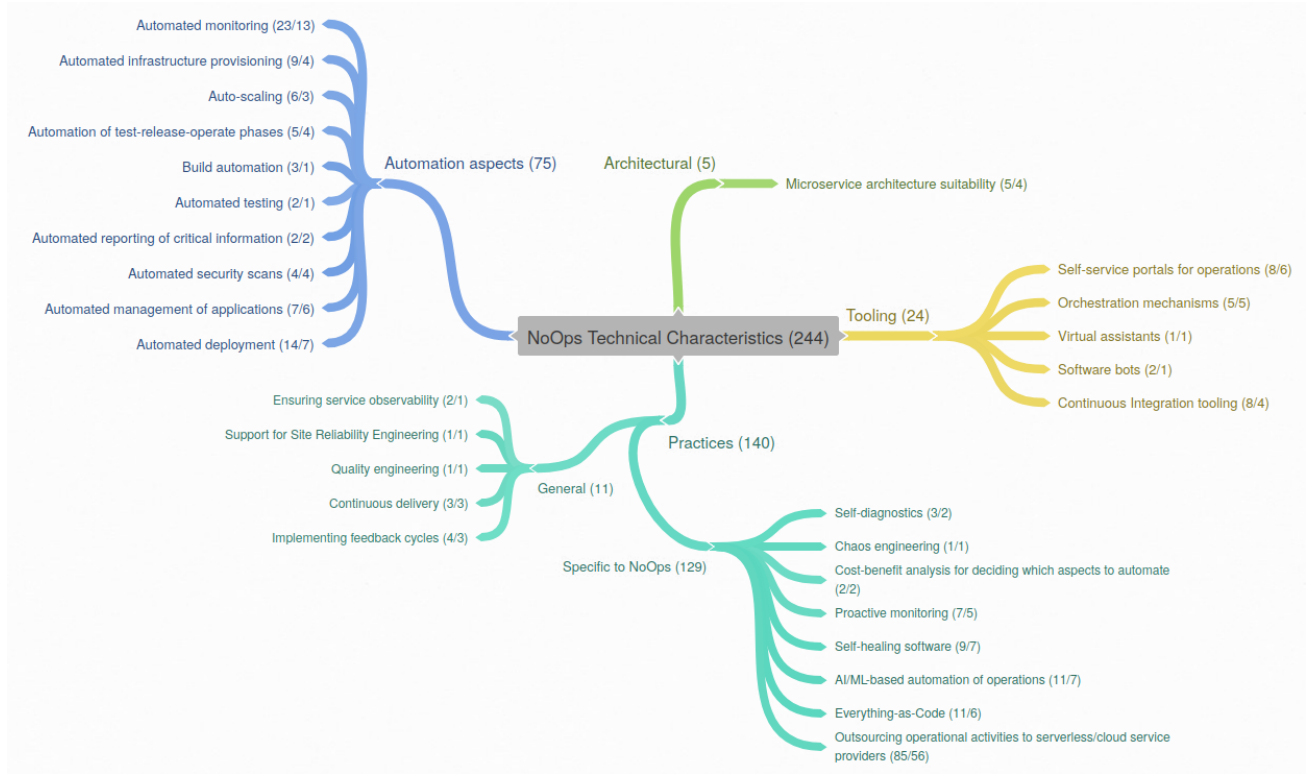 Automated monitoring (23/13)
Automated infrastructure provisioning (9/4)
Auto-scaling (6/3)
Automation of test-release-operate phases (5/4)
Build automation (3/1)
Automated testing (2/1)
Automated reporting of critical information (2/2)
Automated security scans (4/4)
Automated management of applications (7/6)
Automated deployment (14/7)
Automation aspects (75)
Architectural (5)
Microservice architecture suitability (5/4)
NoOps Technical Characteristics (244)
Tooling (24)
Self-service portals for operations (8/6)
Orchestration mechanisms (5/5)
Virtual assistants (1/1)
Software bots (2/1)
Continuous Integration tooling (8/4)
Practices (140)
General (11)
Ensuring service observability (2/1)
Support for Site Reliability Engineering (1/1)
Quality engineering (1/1)
Continuous delivery (3/3)
Implementing feedback cycles (4/3)
Specific to NoOps (129)
Self-diagnostics (3/2)
Chaos engineering (1/1)
Cost-benefit analysis for deciding which aspects to automate
(2/2)
Proactive monitoring (7/5)
Self-healing software (9/7)
AI/ML-based automation of operations (11/7)
Everything-as-Code (11/6)
Outsourcing operational activities to serverless/cloud service
providers (85/56)